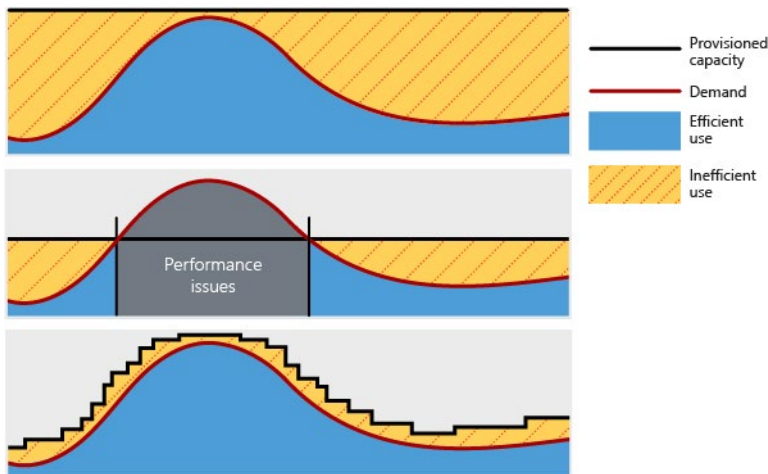 Provisioned
capacity
Demand
Efficient
use
Inefficient
use
Performance
issues